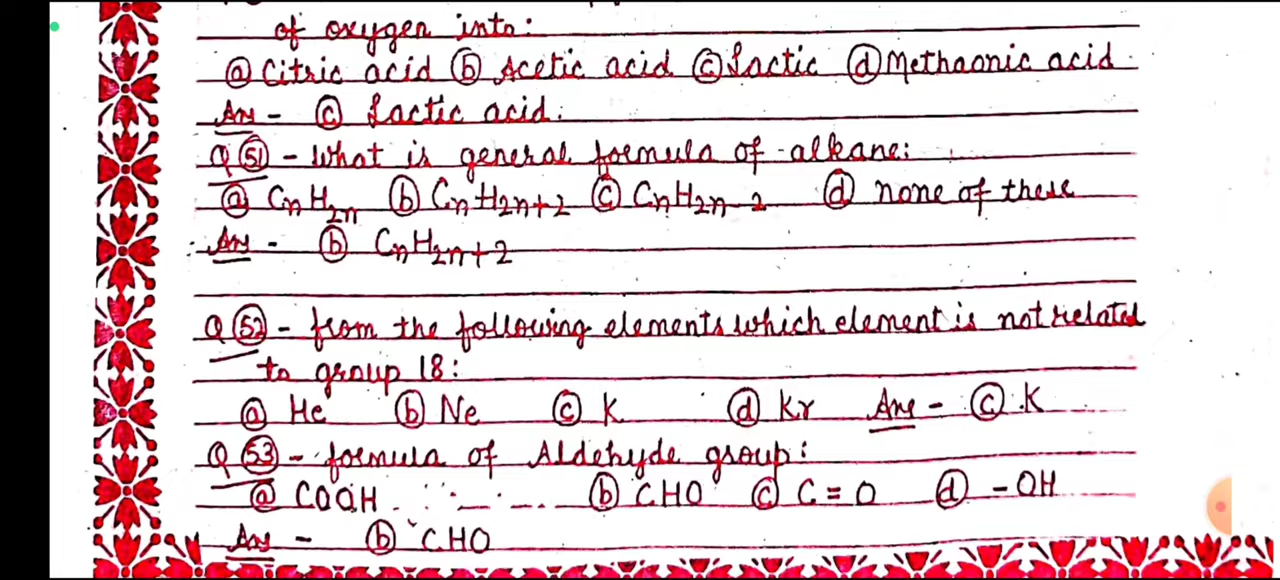 of oxygen into:
ⓐ Citric acid ⓑ Acetic acid ⓒ Lactic ⓓ Methaonic acid
Ans - ⓒ Lactic acid.
Q 51 - What is general formula of alkane:
ⓐ CnH2n ⓑ CnH2n+2 ⓒ CnH2n-2 ⓓ none of these
Ans - ⓑ CnH2n+2
Q 52 - from the following elements which element is not related
to group 18:
ⓐ He ⓑ Ne ⓒ K ⓓ Kr Ans - ⓒ K
Q 53 - formula of Aldehyde group:
ⓐ COOH ⓑ CHO ⓒ C=O ⓓ -OH
Ans - ⓑ CHO